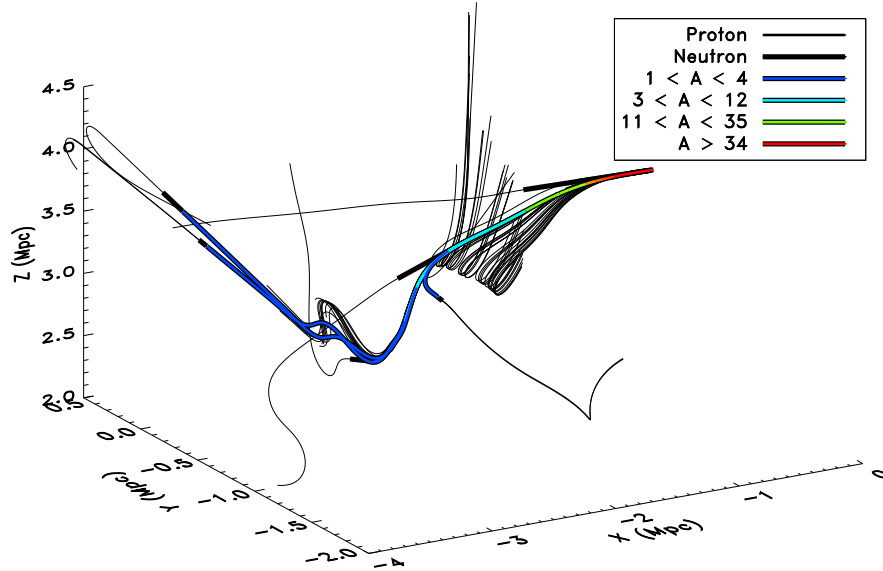 Proton
Neutron
1 < A < 4
3 < A < 12
11 < A < 35
A > 34
4.5
4.0
3.5
3.0
2.5
2.0
Z (Mpc)
0.5
0.0
-0.5
-1.0
-1.5
-2.0
Y (Mpc)
-4
-3
-2
-1
0
X (Mpc)